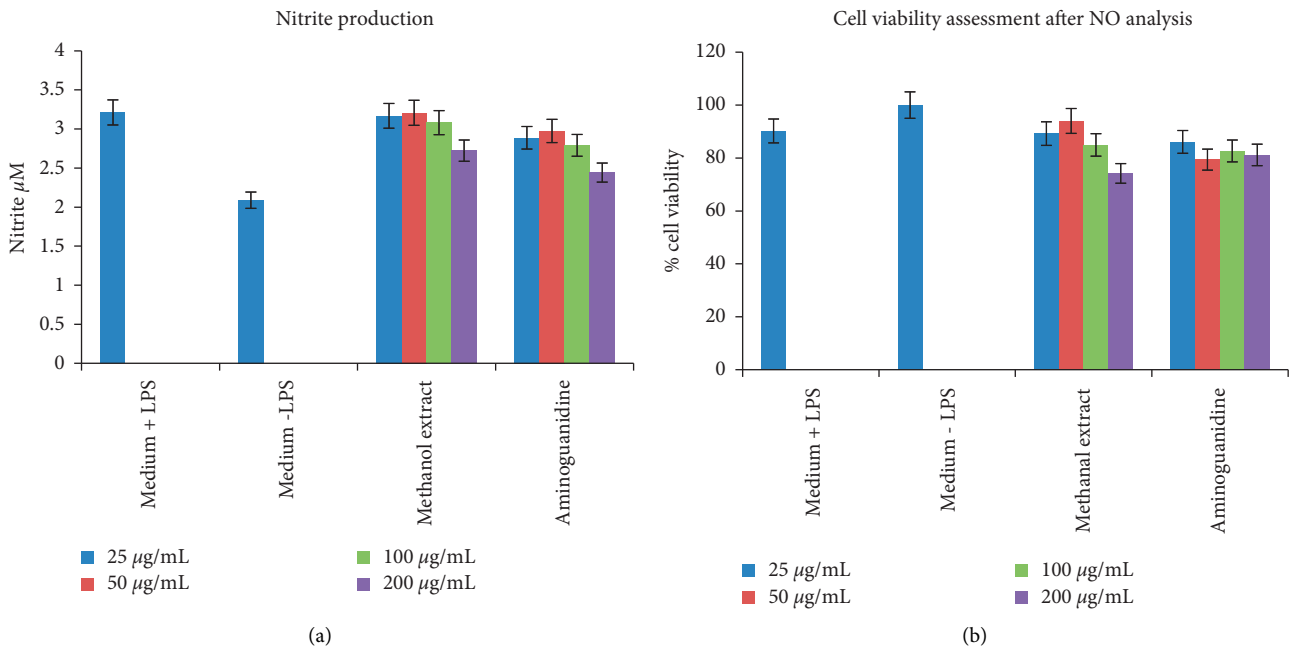 Nitrite production
4
3.5
3
2.5
2
1.5
1
0.5
0
Nitrite µM
Medium + LPS
Medium -LPS
Methanol extract
Aminoguanidine
25 µg/mL
50 µg/mL
100 µg/mL
200 µg/mL
(a)
Cell viability assessment after NO analysis
120
100
80
60
40
20
0
% cell viability
Medium + LPS
Medium - LPS
Methanal extract
Aminoguanidine
25 µg/mL
50 µg/mL
100 µg/mL
200 µg/mL
(b)